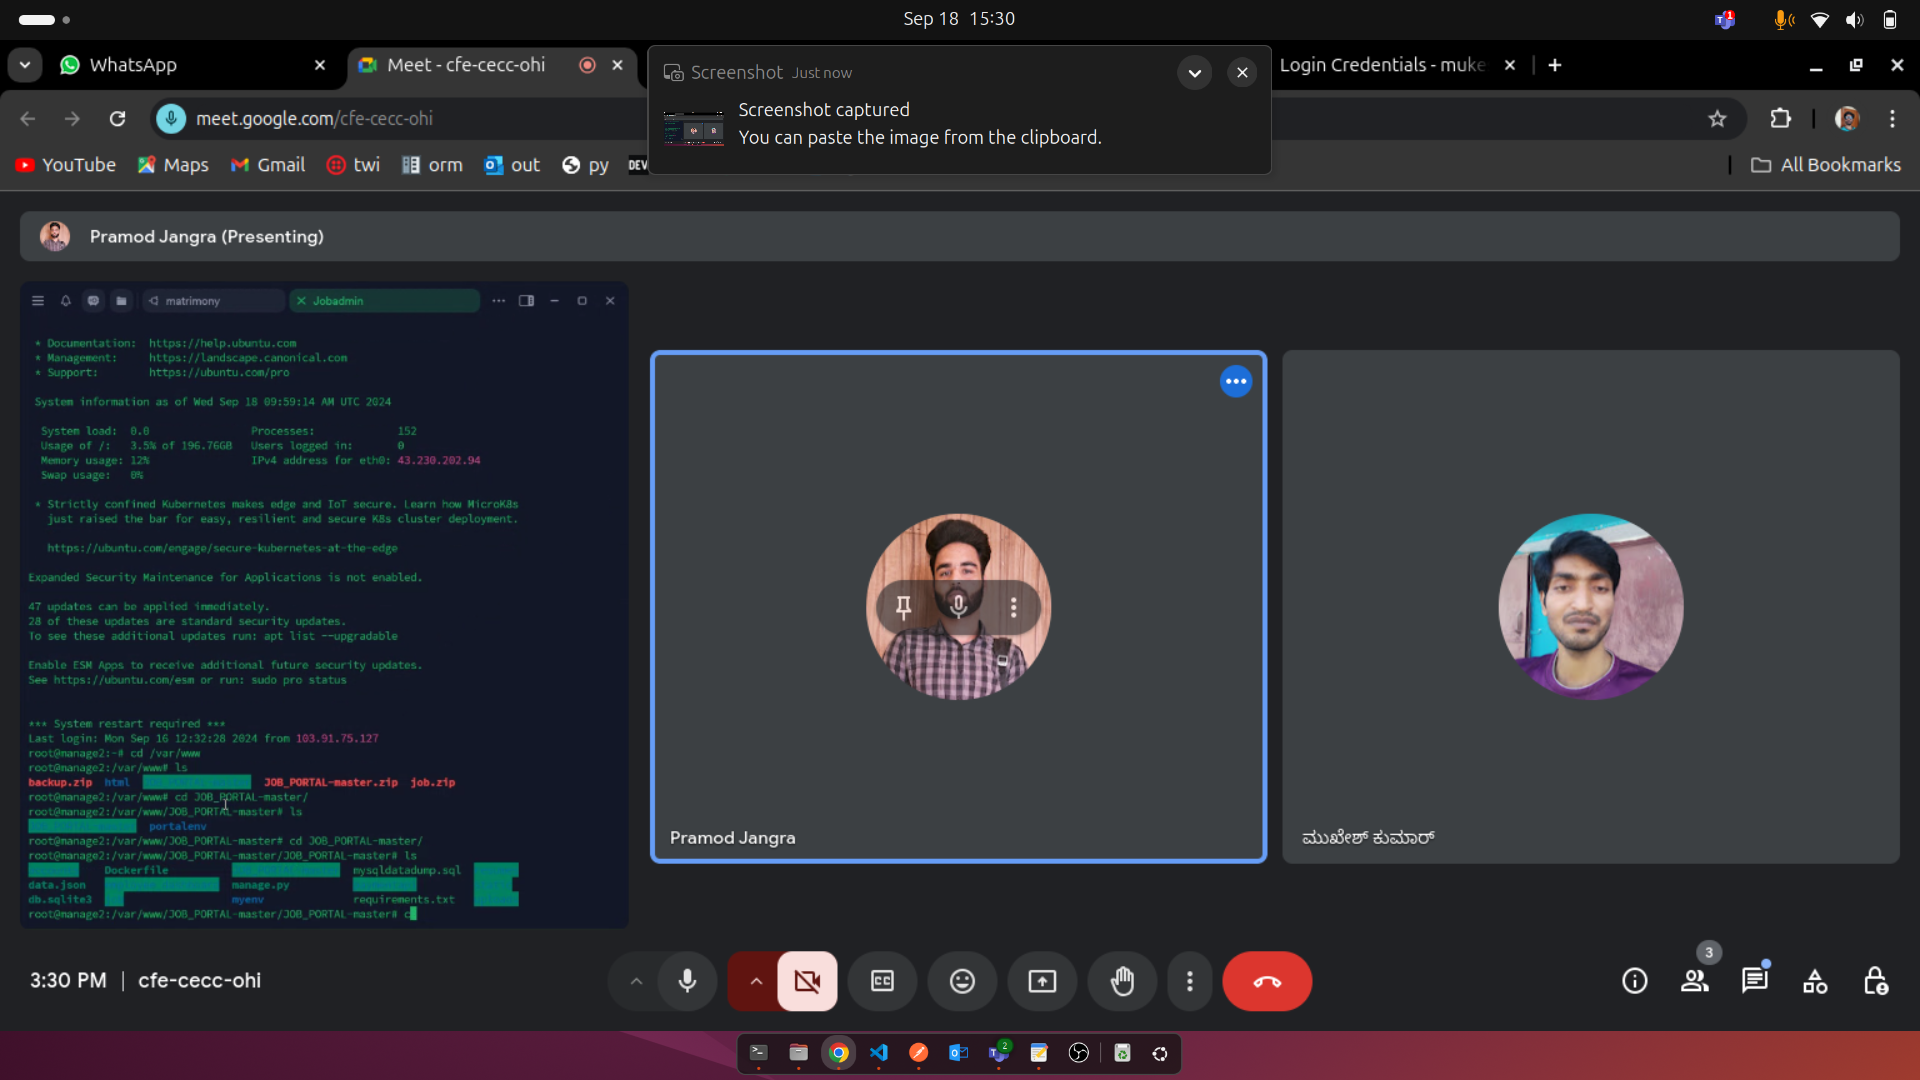 Sep 18 15:30
WhatsApp
Meet - cfe-cecc-ohi
Login Credentials - muke
Screenshot Just now
Screenshot captured
You can paste the image from the clipboard.
meet.google.com/cfe-cecc-ohi
YouTube
Maps
Gmail
twi
orm
out
py
DEV
All Bookmarks
Pramod Jangra (Presenting)
matrimony
Jobadmin
* Documentation: https://help.ubuntu.com
* Management: https://landscape.canonical.com
* Support: https://ubuntu.com/pro
System information as of Wed Sep 18 09:59:14 AM UTC 2024
System load: 0.0 Processes: 152
Usage of /: 3.5% of 196.76GB Users logged in: 0
Memory usage: 12% IPv4 address for eth0: 43.230.202.94
Swap usage: 0%
* Strictly confined Kubernetes makes edge and IoT secure. Learn how MicroK8s
just raised the bar for easy, resilient and secure K8s cluster deployment.
https://ubuntu.com/engage/secure-kubernetes-at-the-edge
Expanded Security Maintenance for Applications is not enabled.
47 updates can be applied immediately.
28 of these updates are standard security updates.
To see these additional updates run: apt list --upgradable
Enable ESM Apps to receive additional future security updates.
See https://ubuntu.com/esm or run: sudo pro status
*** System restart required ***
Last login: Mon Sep 16 12:32:28 2024 from 103.91.75.127
root@manage2:~# cd /var/www
root@manage2:/var/www# ls
backup.zip html JOB_PORTAL-master.zip job.zip
root@manage2:/var/www# cd JOB_PORTAL-master/
root@manage2:/var/www/JOB_PORTAL-master# ls
portalenv
root@manage2:/var/www/JOB_PORTAL-master# cd JOB_PORTAL-master/
root@manage2:/var/www/JOB_PORTAL-master/JOB_PORTAL-master# ls
Dockerfile mysqldatadump.sql
data.json manage.py
db.sqlite3 myenv requirements.txt
root@manage2:/var/www/JOB_PORTAL-master/JOB_PORTAL-master# c
Pramod Jangra
ಮುಖೇಶ್ ಕುಮಾರ್
3:30 PM | cfe-cecc-ohi
3